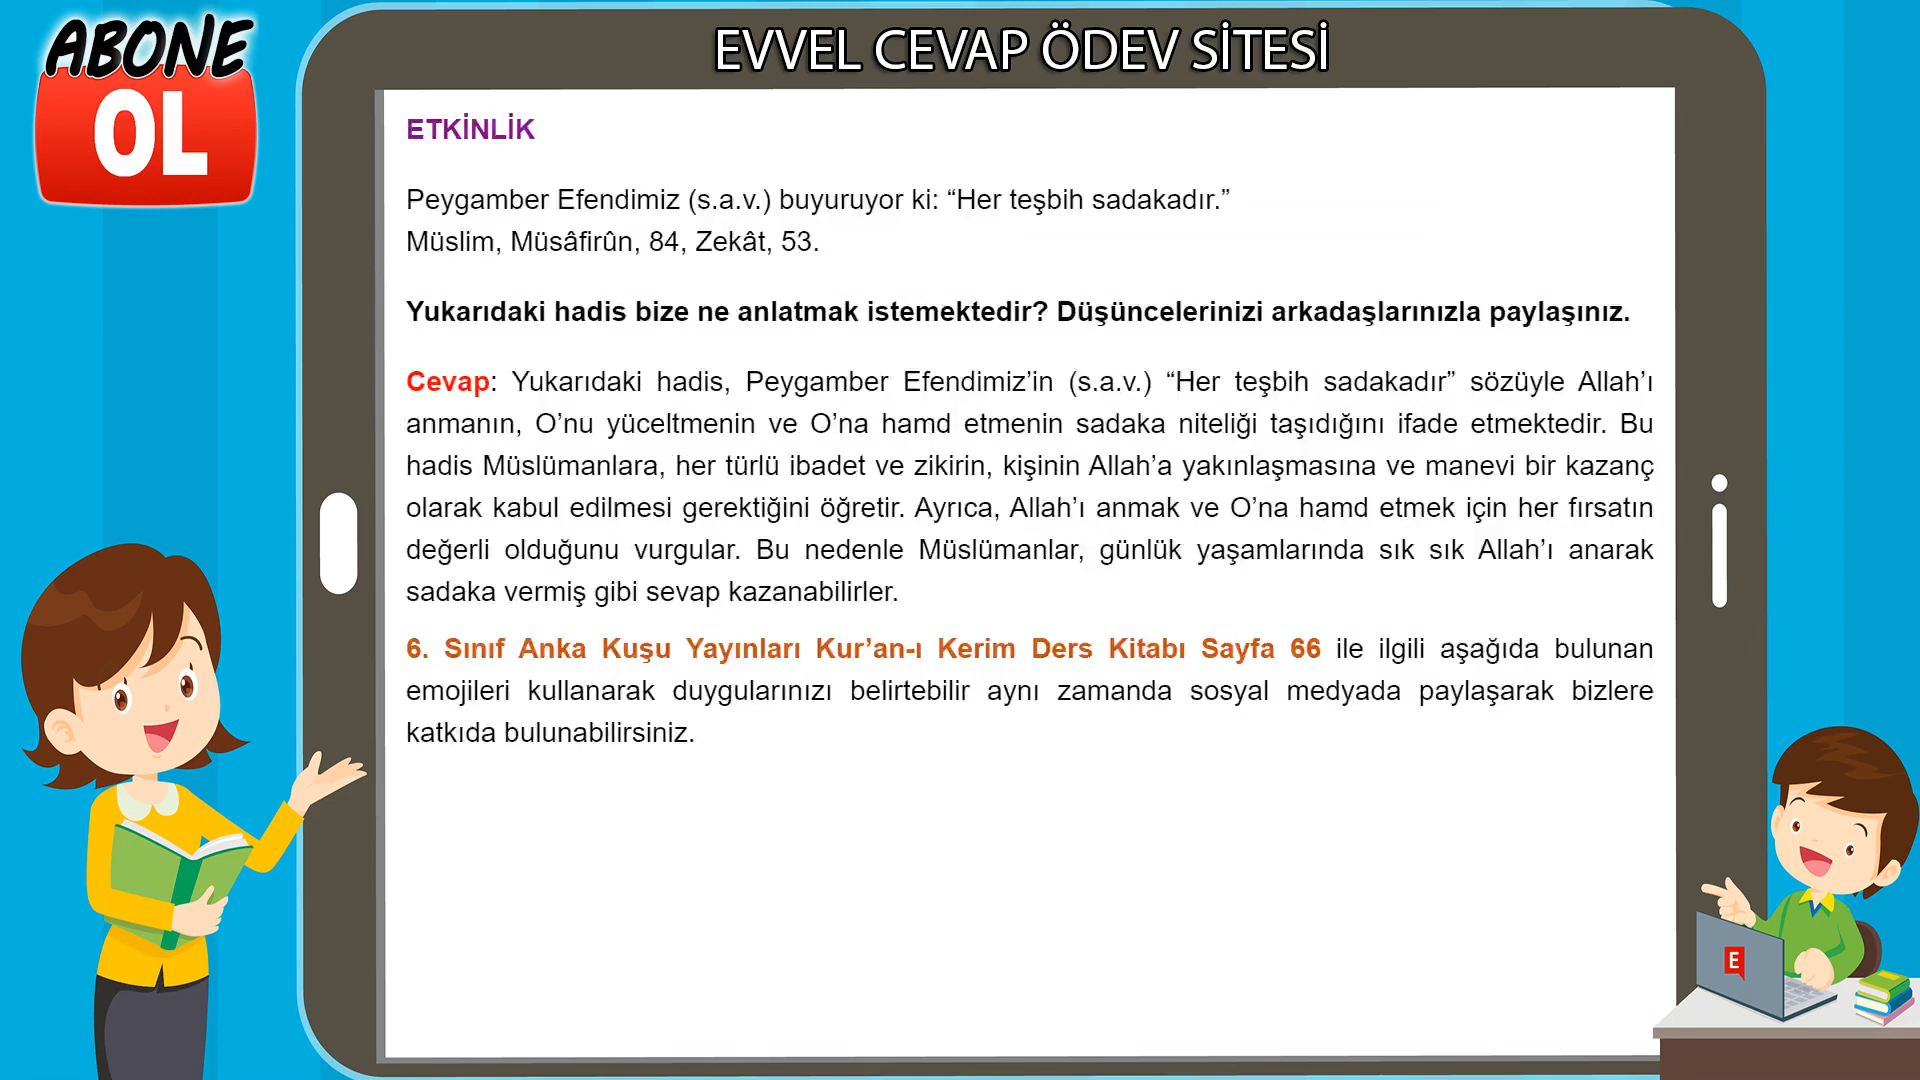 ABONE
OL
EVVEL CEVAP ÖDEV SİTESİ
ETKİNLİK
Peygamber Efendimiz (s.a.v.) buyuruyor ki: “Her teşbih sadakadır.”
Müslim, Müsâfirûn, 84, Zekât, 53.
Yukarıdaki hadis bize ne anlatmak istemektedir? Düşüncelerinizi arkadaşlarınızla paylaşınız.
Cevap: Yukarıdaki hadis, Peygamber Efendimiz’in (s.a.v.) “Her teşbih sadakadır” sözüyle Allah’ı
anmanın, O’nu yüceltmenin ve O’na hamd etmenin sadaka niteliği taşıdığını ifade etmektedir. Bu
hadis Müslümanlara, her türlü ibadet ve zikirin, kişinin Allah’a yakınlaşmasına ve manevi bir kazanç
olarak kabul edilmesi gerektiğini öğretir. Ayrıca, Allah’ı anmak ve O’na hamd etmek için her fırsatın
değerli olduğunu vurgular. Bu nedenle Müslümanlar, günlük yaşamlarında sık sık Allah’ı anarak
sadaka vermiş gibi sevap kazanabilirler.
6. Sınıf Anka Kuşu Yayınları Kur’an-ı Kerim Ders Kitabı Sayfa 66 ile ilgili aşağıda bulunan
emojileri kullanarak duygularınızı belirtebilir aynı zamanda sosyal medyada paylaşarak bizlere
katkıda bulunabilirsiniz.
E